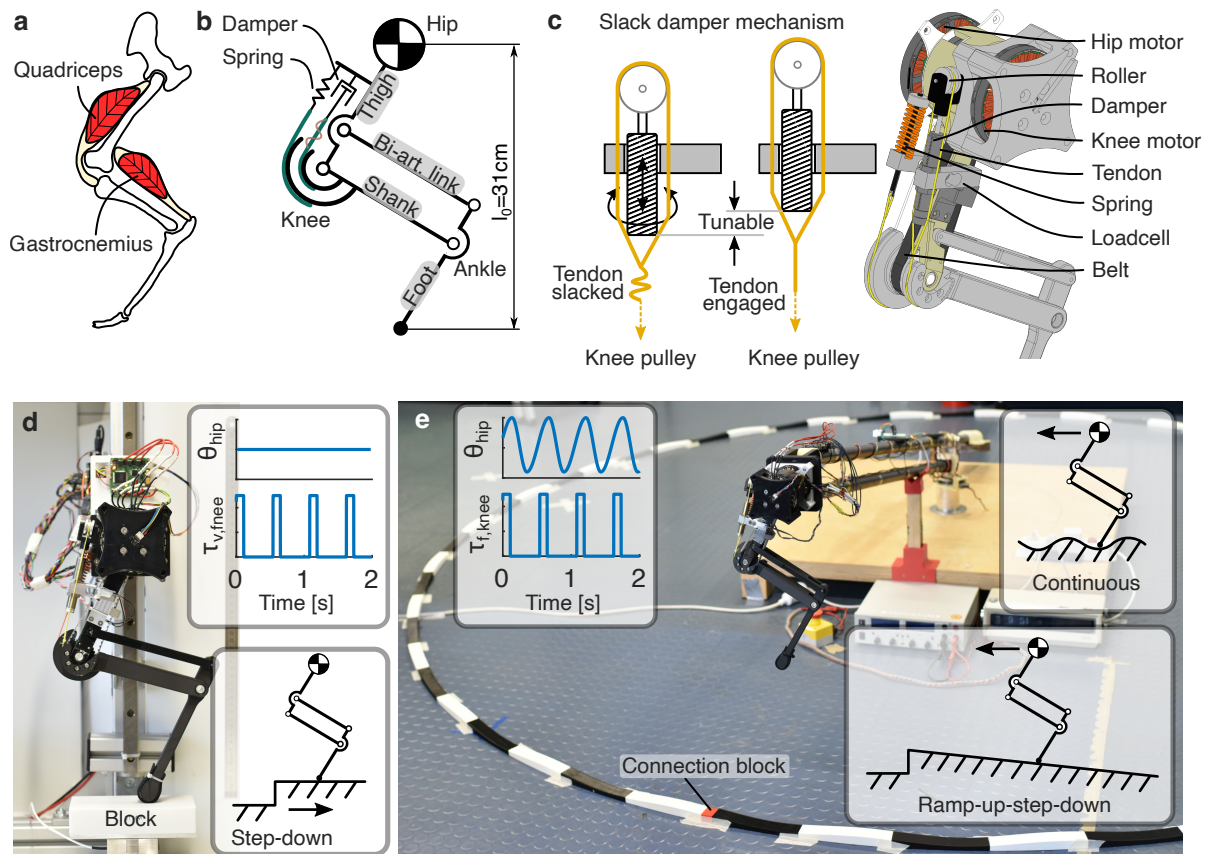 a
Quadriceps
Gastrocnemius
b
Damper
Spring
Hip
Thigh
Bi-art. link
Shank
Knee
Foot
Ankle
l₀=31cm
c
Slack damper mechanism
Tunable
Tendon
slacked
Tendon
engaged
Knee pulley
Knee pulley
Hip motor
Roller
Damper
Knee motor
Tendon
Spring
Loadcell
Belt
d
θhip
τv,fnee
0 1 2
Time [s]
Block
Step-down
e
θhip
τf,knee
0 1 2
Time [s]
Continuous
Connection block
Ramp-up-step-down